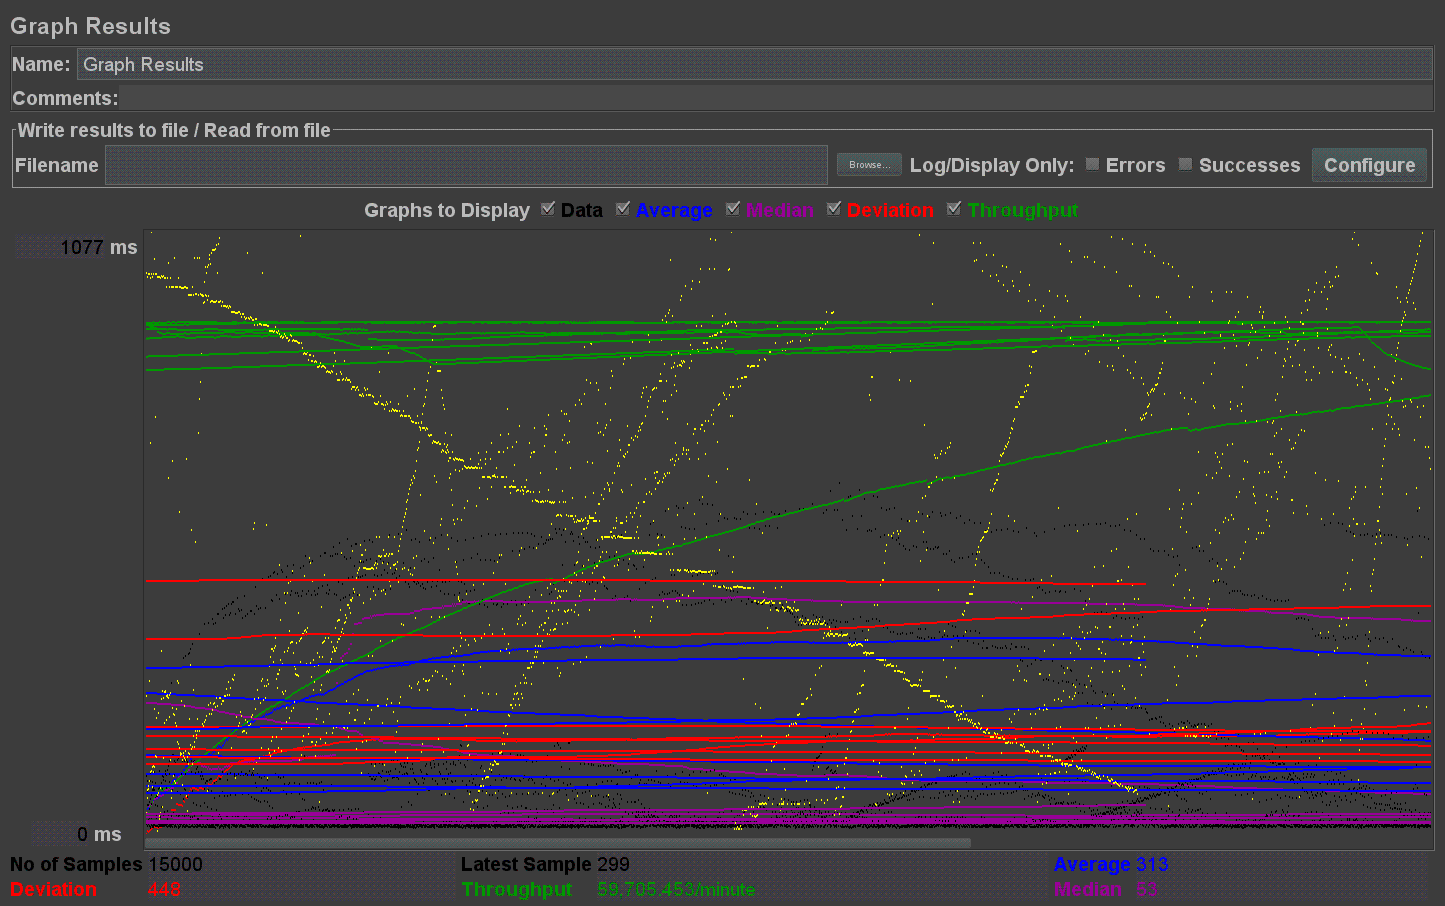 Graph Results
Name: Graph Results
Comments:
Write results to file / Read from file
Filename Browse... Log/Display Only: Errors Successes Configure
Graphs to Display Data Average Median Deviation Throughput
1077 ms
0 ms
No of Samples 15000 Latest Sample 299 Average 313
Deviation 448 Throughput 58,705.453/minute Median 53